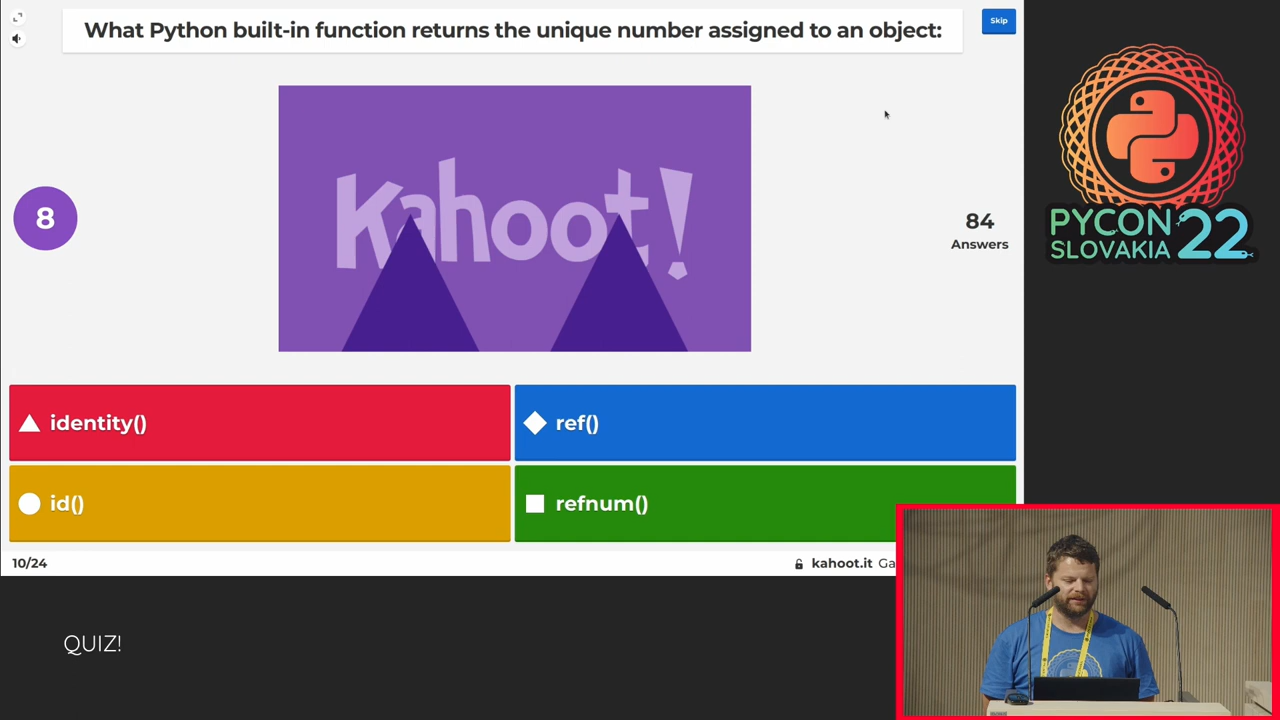 What Python built-in function returns the unique number assigned to an object:
Skip
Kahoot!
8
84
Answers
PYCON
SLOVAKIA
22
identity()
ref()
id()
refnum()
10/24
kahoot.it Ga
QUIZ!